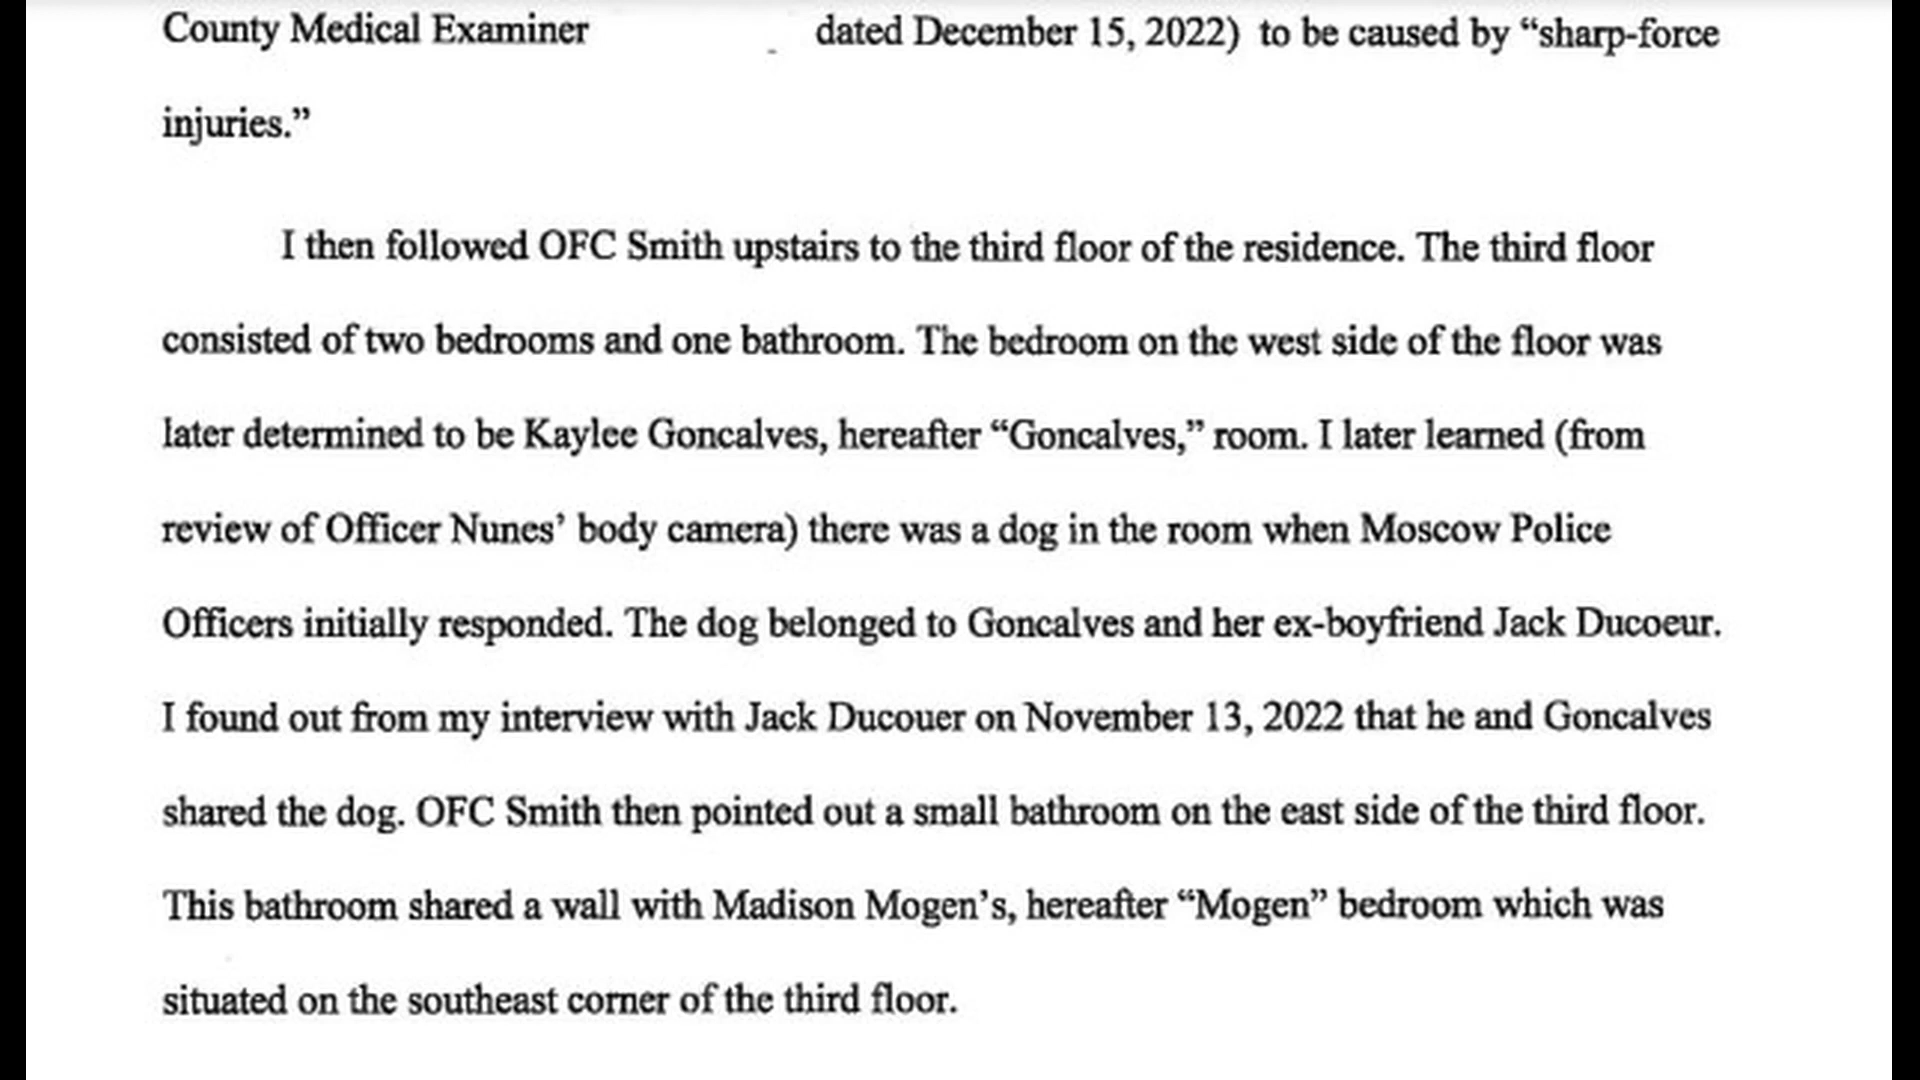 County Medical Examiner dated December 15, 2022) to be caused by “sharp-force
injuries.”
I then followed OFC Smith upstairs to the third floor of the residence. The third floor
consisted of two bedrooms and one bathroom. The bedroom on the west side of the floor was
later determined to be Kaylee Goncalves, hereafter “Goncalves,” room. I later learned (from
review of Officer Nunes’ body camera) there was a dog in the room when Moscow Police
Officers initially responded. The dog belonged to Goncalves and her ex-boyfriend Jack Ducoeur.
I found out from my interview with Jack Ducouer on November 13, 2022 that he and Goncalves
shared the dog. OFC Smith then pointed out a small bathroom on the east side of the third floor.
This bathroom shared a wall with Madison Mogen’s, hereafter “Mogen” bedroom which was
situated on the southeast corner of the third floor.